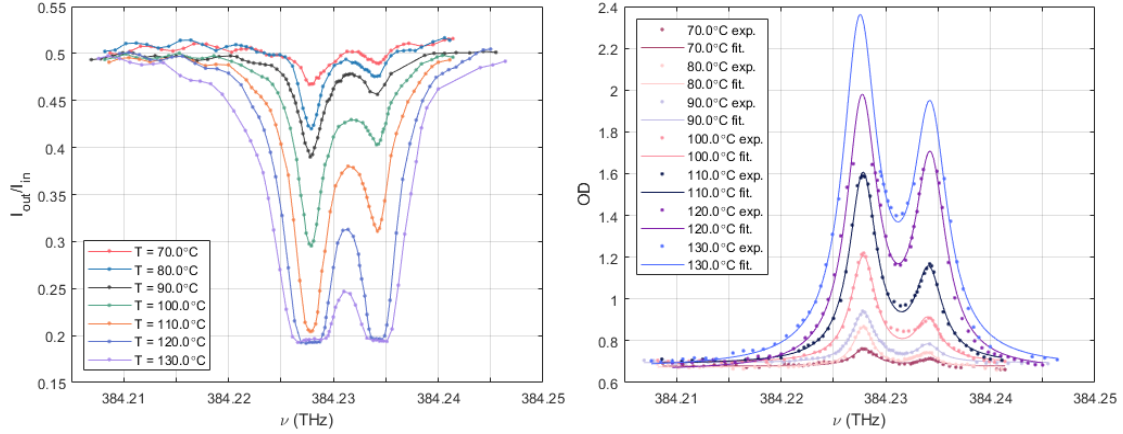 0.55
0.5
0.45
0.4
0.35
0.3
0.25
0.2
0.15
I_out/I_in
T = 70.0°C
T = 80.0°C
T = 90.0°C
T = 100.0°C
T = 110.0°C
T = 120.0°C
T = 130.0°C
384.21
384.22
384.23
384.24
384.25
ν (THz)
2.4
2.2
2
1.8
1.6
1.4
1.2
1
0.8
0.6
OD
70.0°C exp.
70.0°C fit.
80.0°C exp.
80.0°C fit.
90.0°C exp.
90.0°C fit.
100.0°C exp.
100.0°C fit.
110.0°C exp.
110.0°C fit.
120.0°C exp.
120.0°C fit.
130.0°C exp.
130.0°C fit.
384.21
384.22
384.23
384.24
384.25
ν (THz)